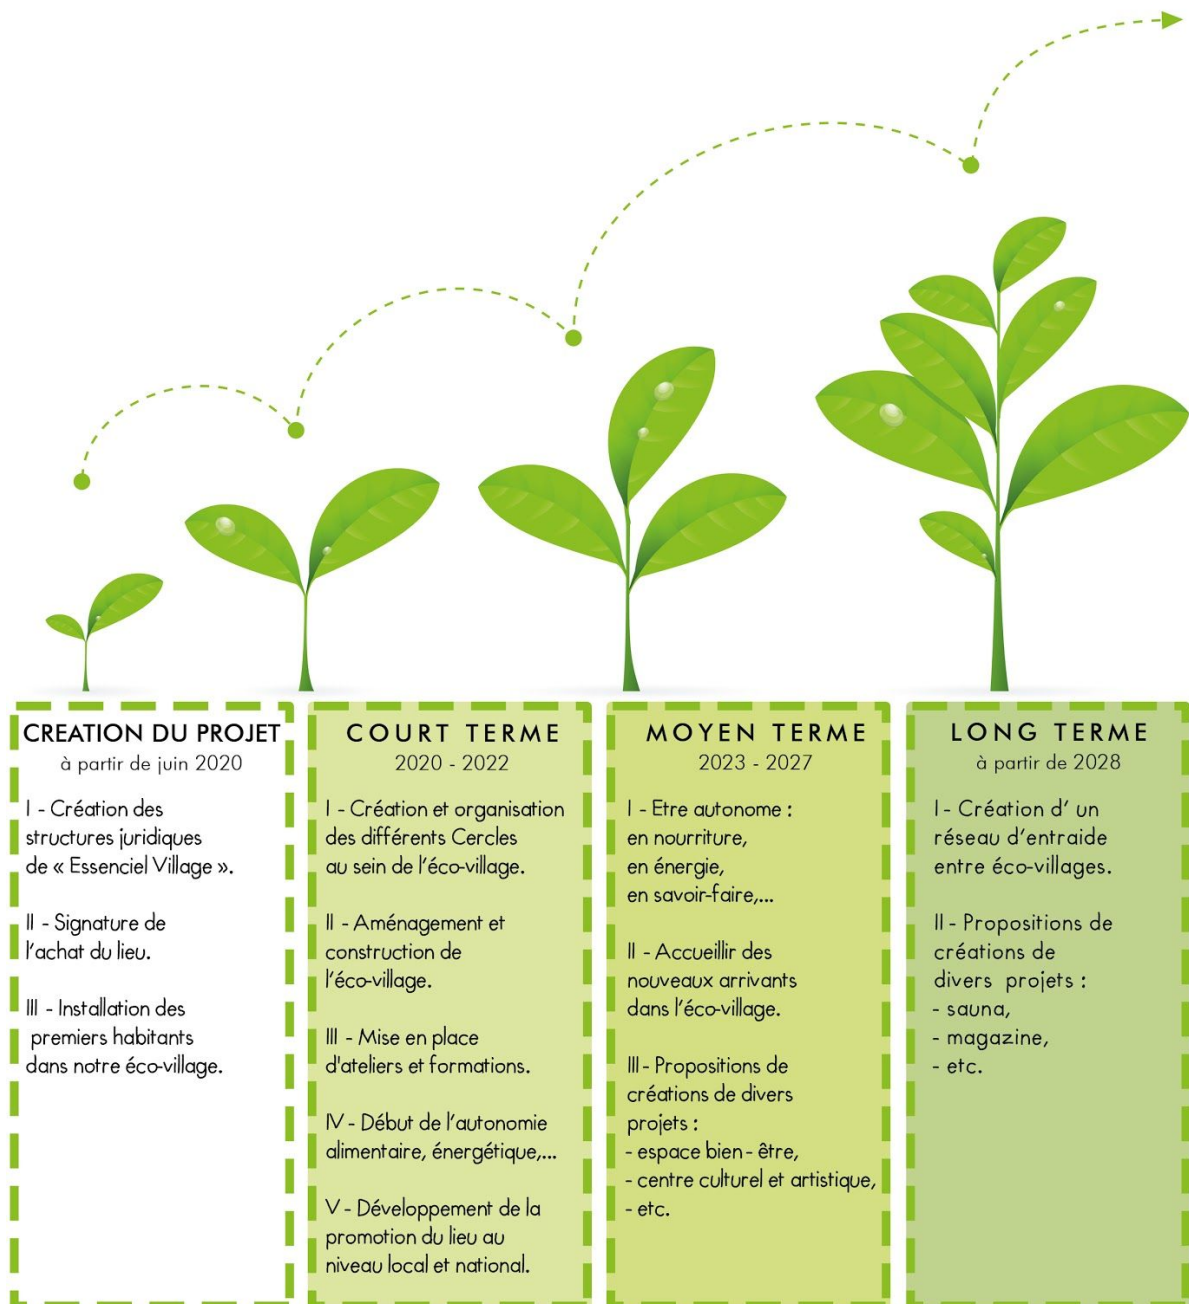 CREATION DU PROJET
à partir de juin 2020
I - Création des
structures juridiques
de « Essenciel Village ».
II - Signature de
l'achat du lieu.
III - Installation des
premiers habitants
dans notre éco-village.
COURT TERME
2020 - 2022
I - Création et organisation
des différents Cercles
au sein de l'éco-village.
II - Aménagement et
construction de
l'éco-village.
III - Mise en place
d'ateliers et formations.
IV - Début de l'autonomie
alimentaire, énergétique,...
V - Développement de la
promotion du lieu au
niveau local et national.
MOYEN TERME
2023 - 2027
I - Etre autonome :
en nourriture,
en énergie,
en savoir-faire,...
II - Accueillir des
nouveaux arrivants
dans l'éco-village.
III - Propositions de
créations de divers
projets :
- espace bien - être,
- centre culturel et artistique,
- etc.
LONG TERME
à partir de 2028
I - Création d' un
réseau d'entraide
entre éco-villages.
II - Propositions de
créations de
divers projets :
- sauna,
- magazine,
- etc.